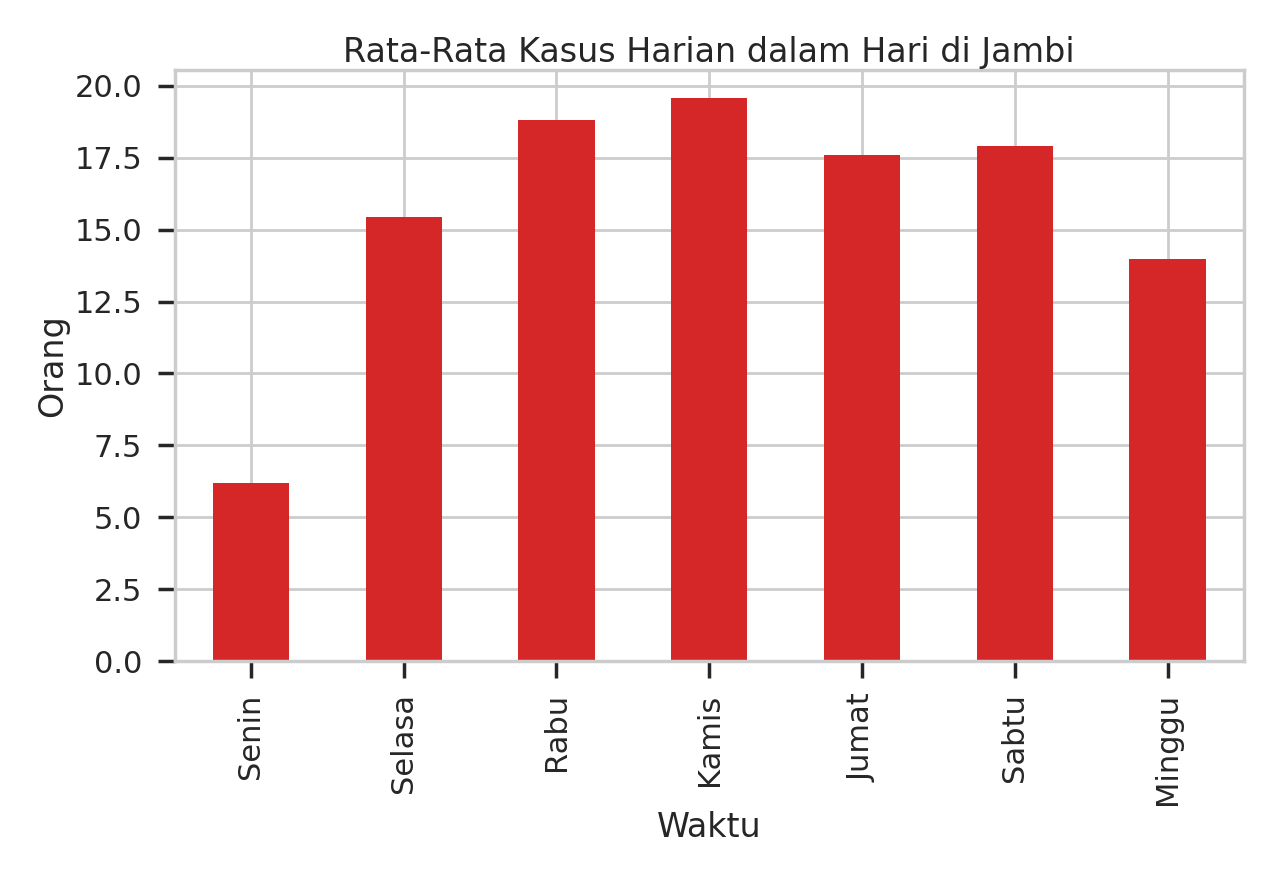 Rata-Rata Kasus Harian dalam Hari di Jambi
20.0
17.5
15.0
12.5
10.0
7.5
5.0
2.5
0.0
Orang
Senin
Selasa
Rabu
Kamis
Jumat
Sabtu
Minggu
Waktu